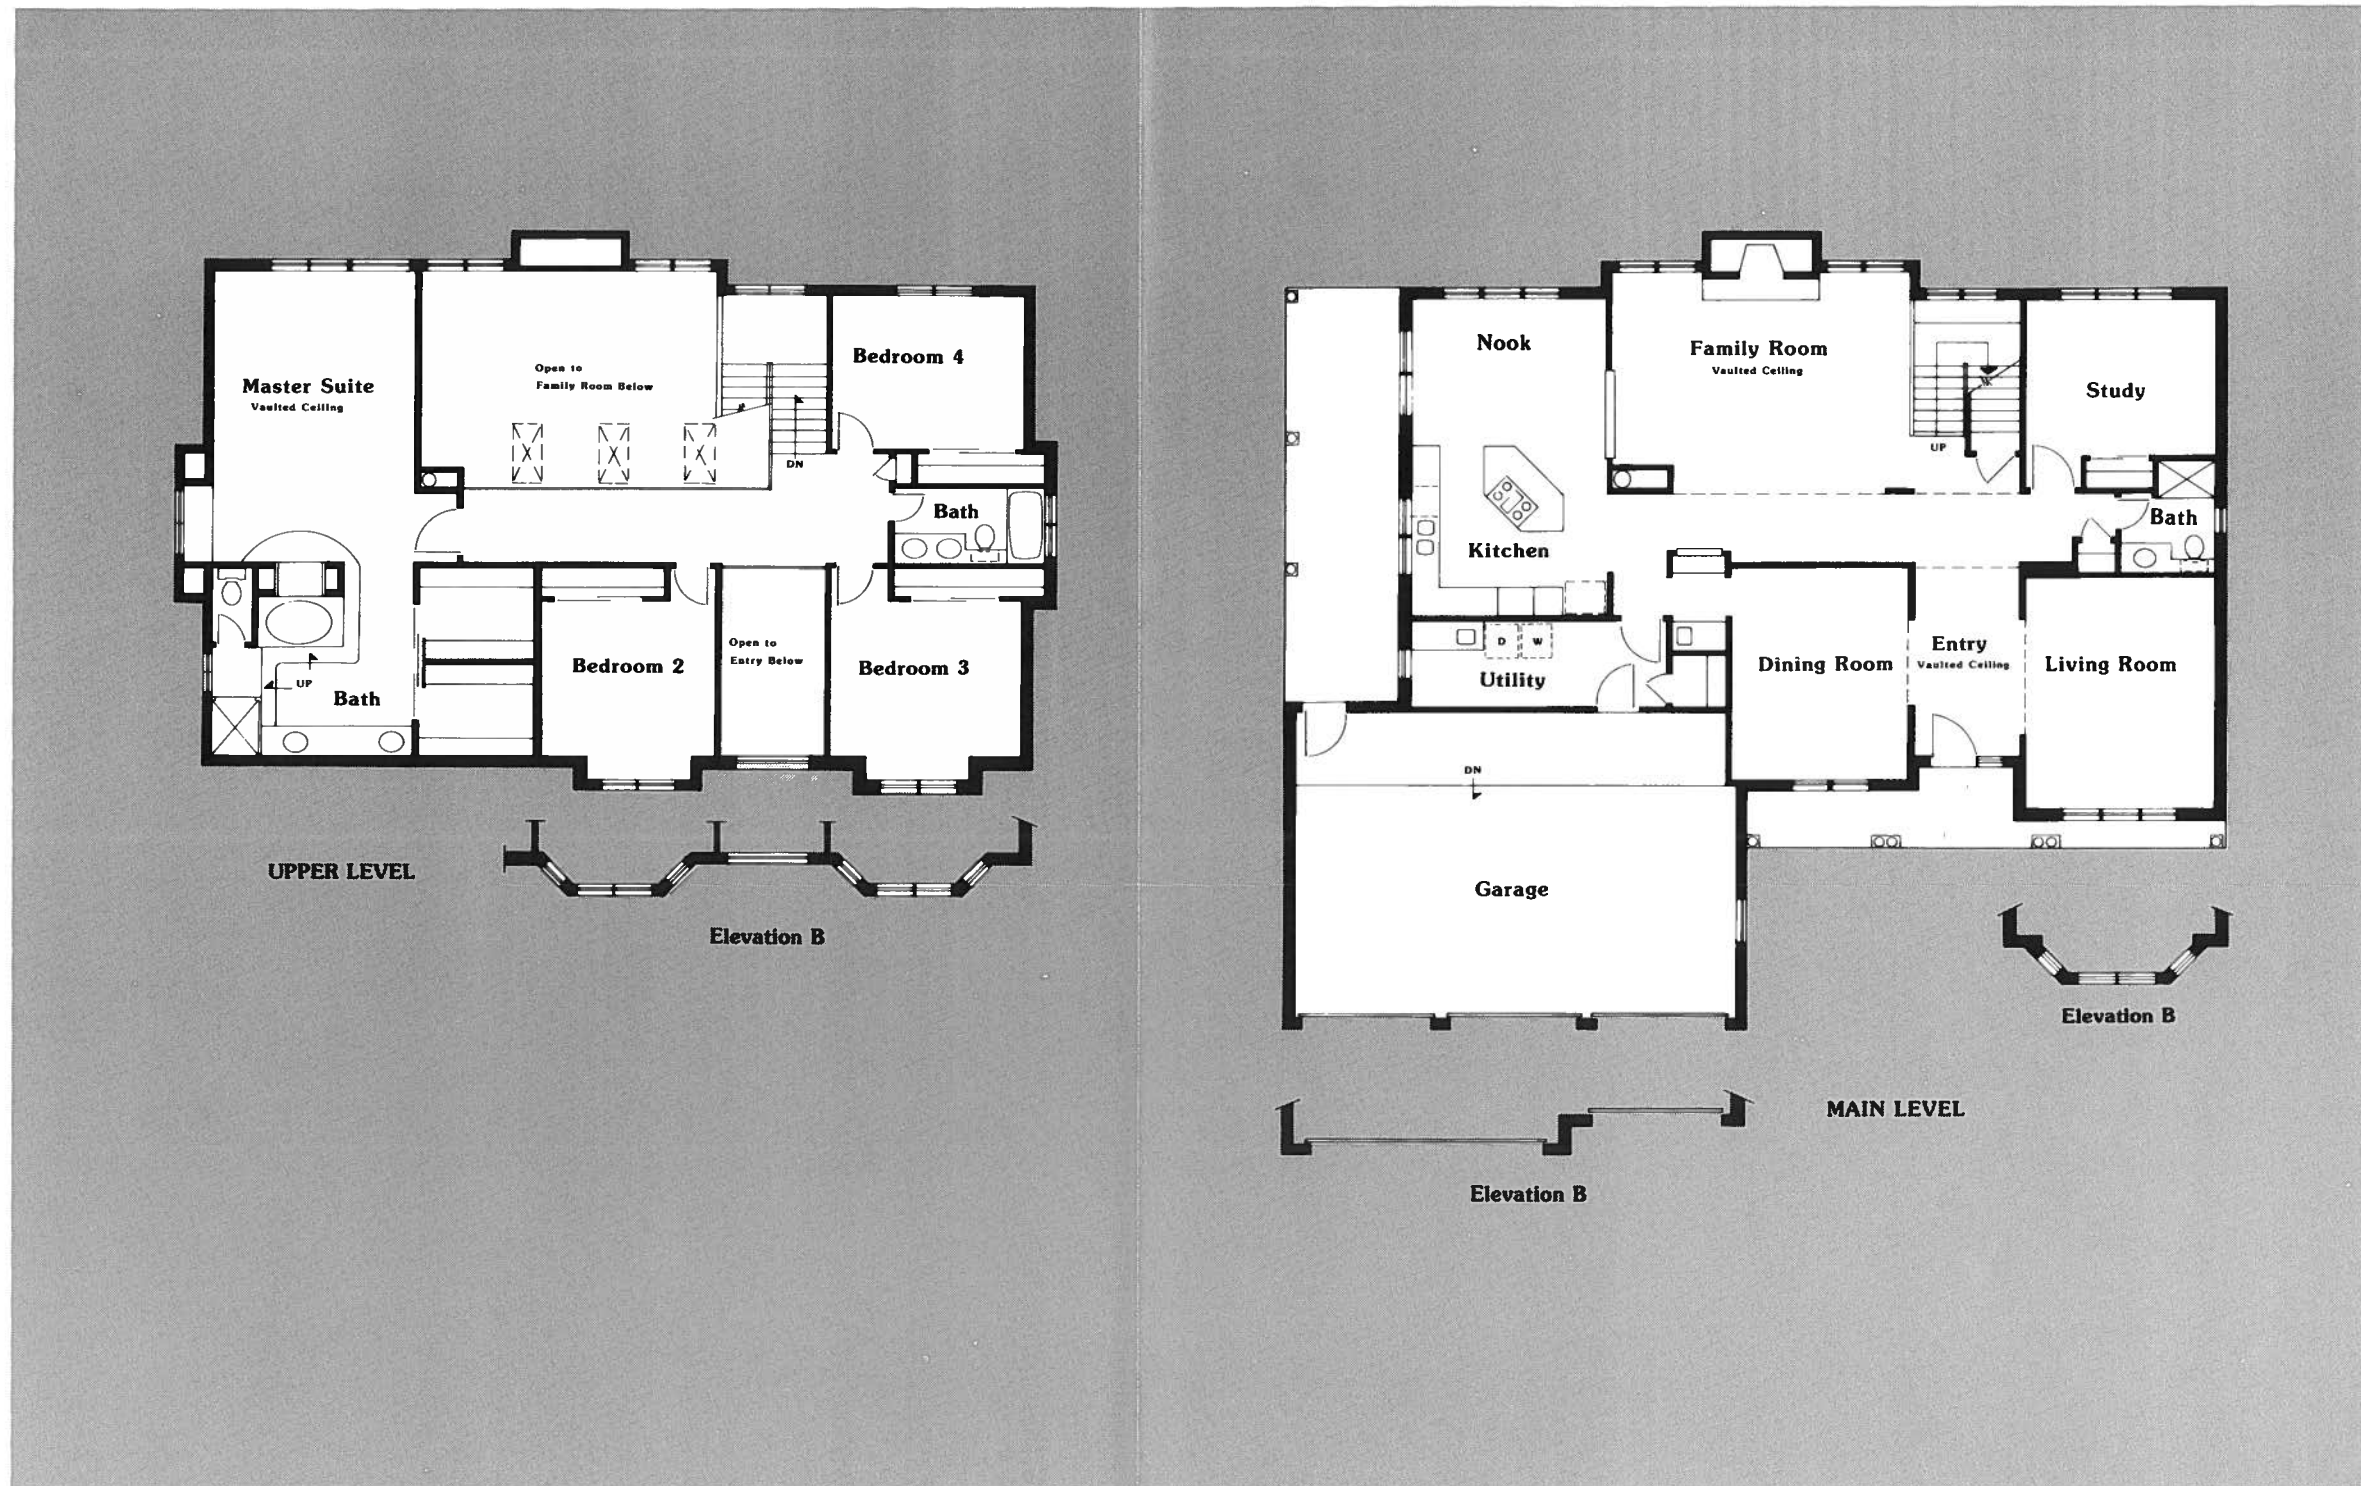 Master Suite
Vaulted Ceiling
Open to
Family Room Below
DN
Bedroom 4
Bath
UP
Bath
Bedroom 2
Open to
Entry Below
Bedroom 3
UPPER LEVEL
Elevation B
Nook
Family Room
Vaulted Ceiling
UP
Study
Kitchen
Bath
D
W
Utility
Dining Room
Entry
Vaulted Ceiling
Living Room
DN
Garage
Elevation B
MAIN LEVEL
Elevation B